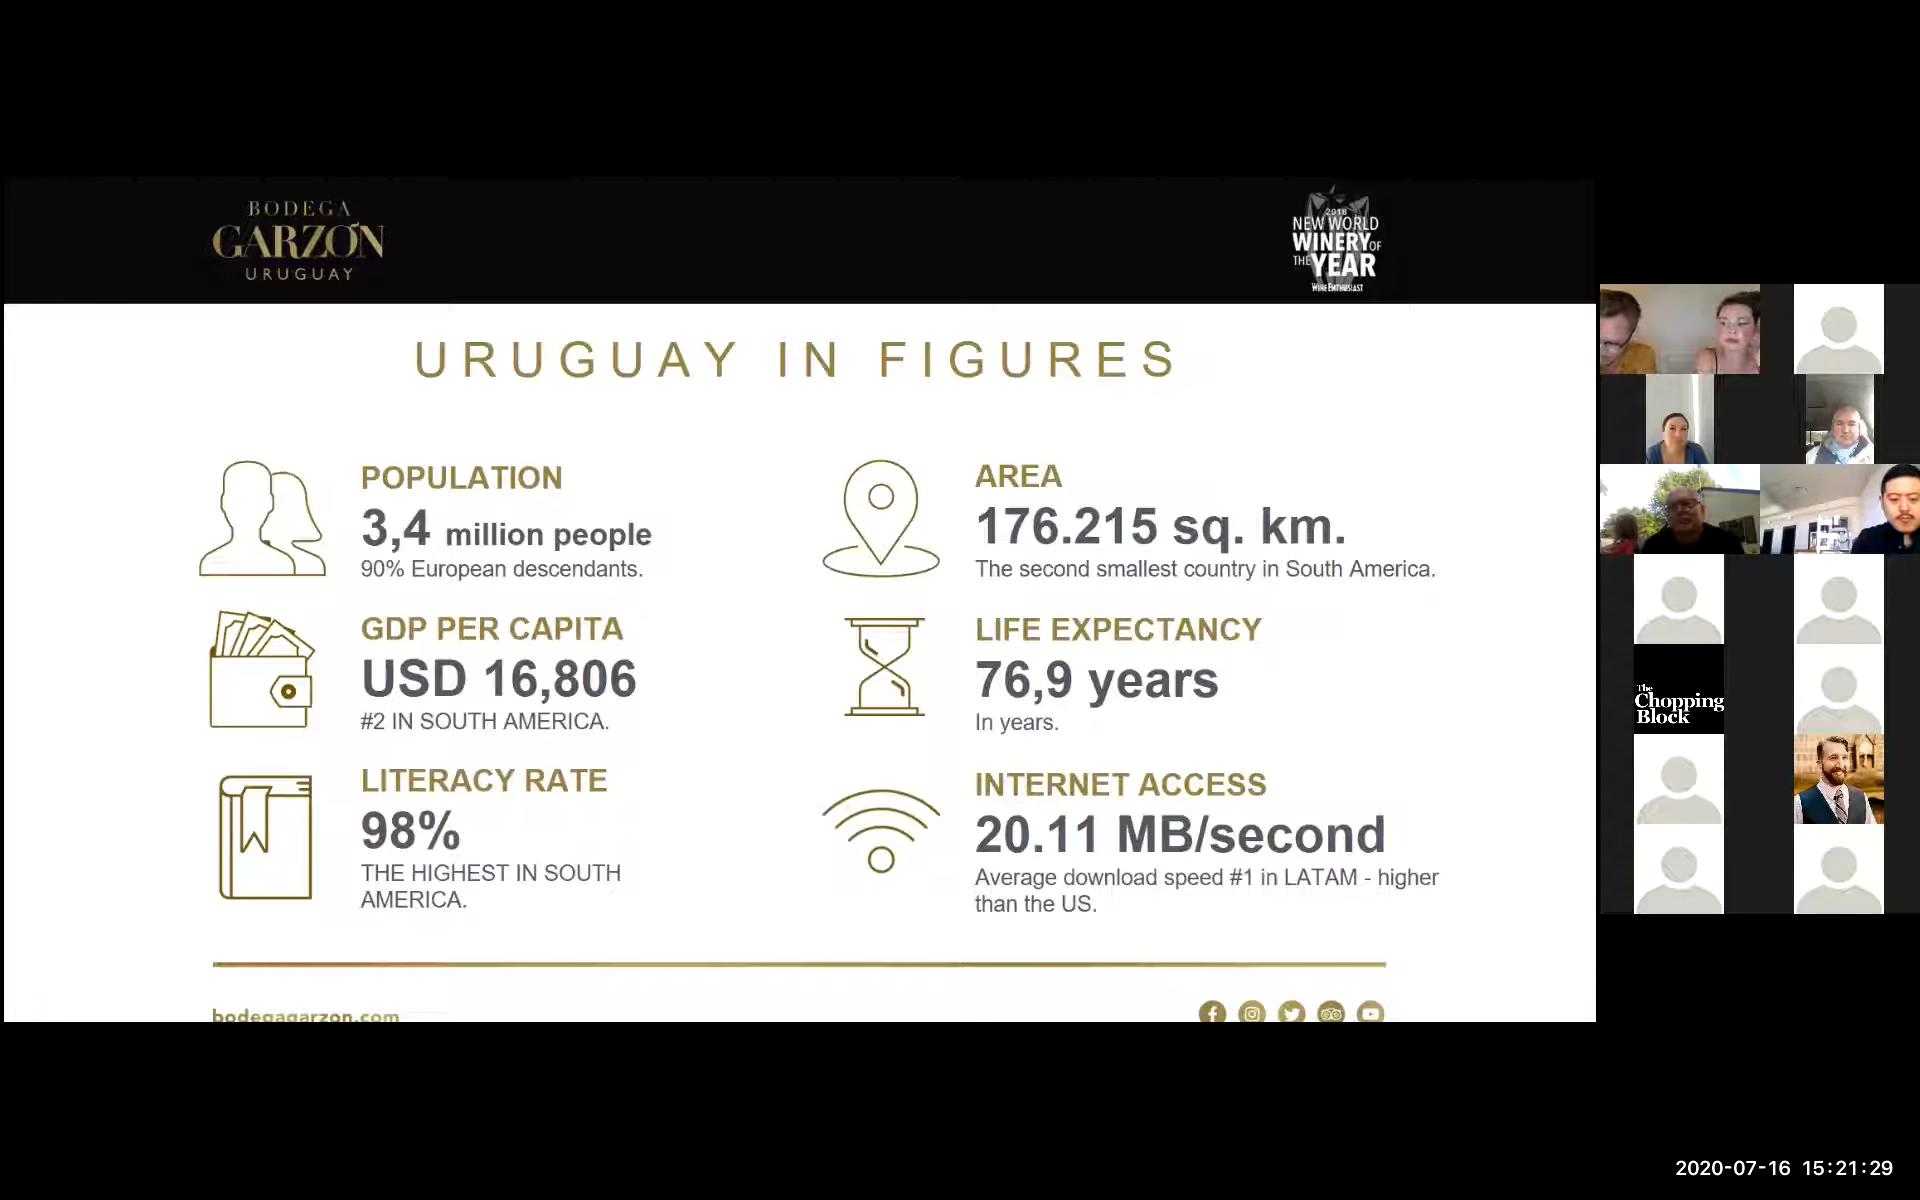 BODEGA
GARZÓN
URUGUAY
2018
NEW WORLD
WINERY OF
THE YEAR
WINE ENTHUSIAST
URUGUAY IN FIGURES
POPULATION
3,4 million people
90% European descendants.
AREA
176.215 sq. km.
The second smallest country in South America.
GDP PER CAPITA
USD 16,806
#2 IN SOUTH AMERICA.
LIFE EXPECTANCY
76,9 years
In years.
LITERACY RATE
98%
THE HIGHEST IN SOUTH
AMERICA.
INTERNET ACCESS
20.11 MB/second
Average download speed #1 in LATAM - higher
than the US.
bodegagarzon.com
The
Chopping
Block
2020-07-16 15:21:29